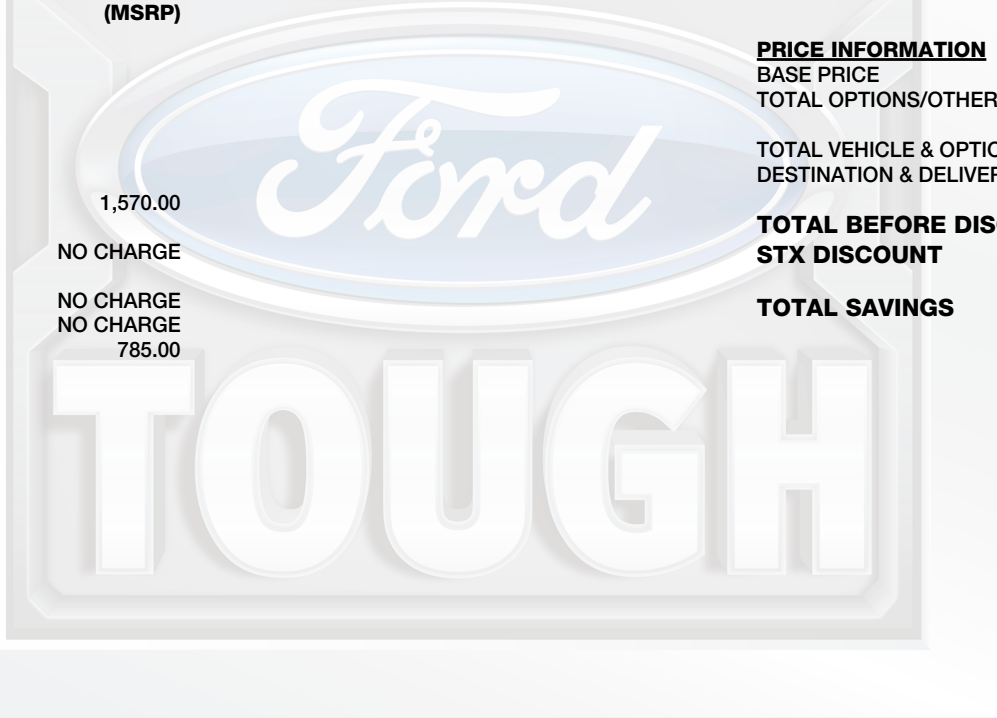 (MSRP)
1,570.00
NO CHARGE
NO CHARGE
NO CHARGE
785.00
PRICE INFORMATION
BASE PRICE
TOTAL OPTIONS/OTHER
TOTAL VEHICLE & OPTIO
DESTINATION & DELIVER
TOTAL BEFORE DISC
STX DISCOUNT
TOTAL SAVINGS
Ford
TOUGH